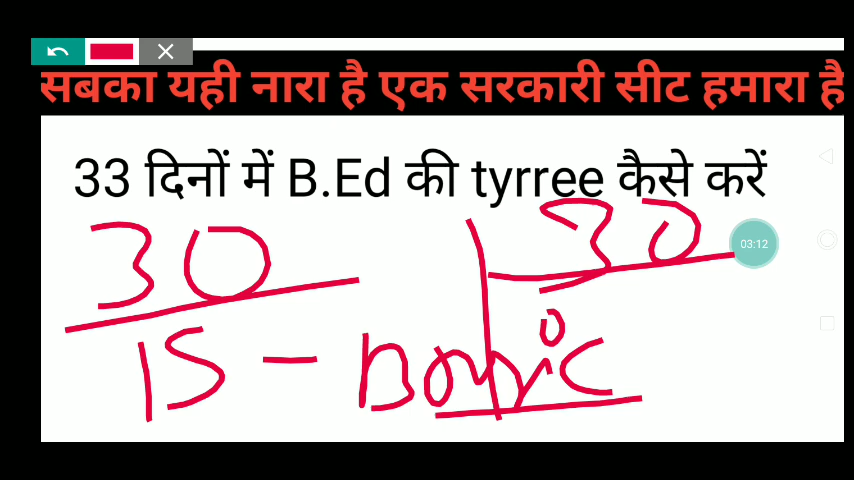 सबका यही नारा है एक सरकारी सीट हमारा है
33 दिनों में B.Ed की tyrree कैसे करें
30 30
03:12
15 -